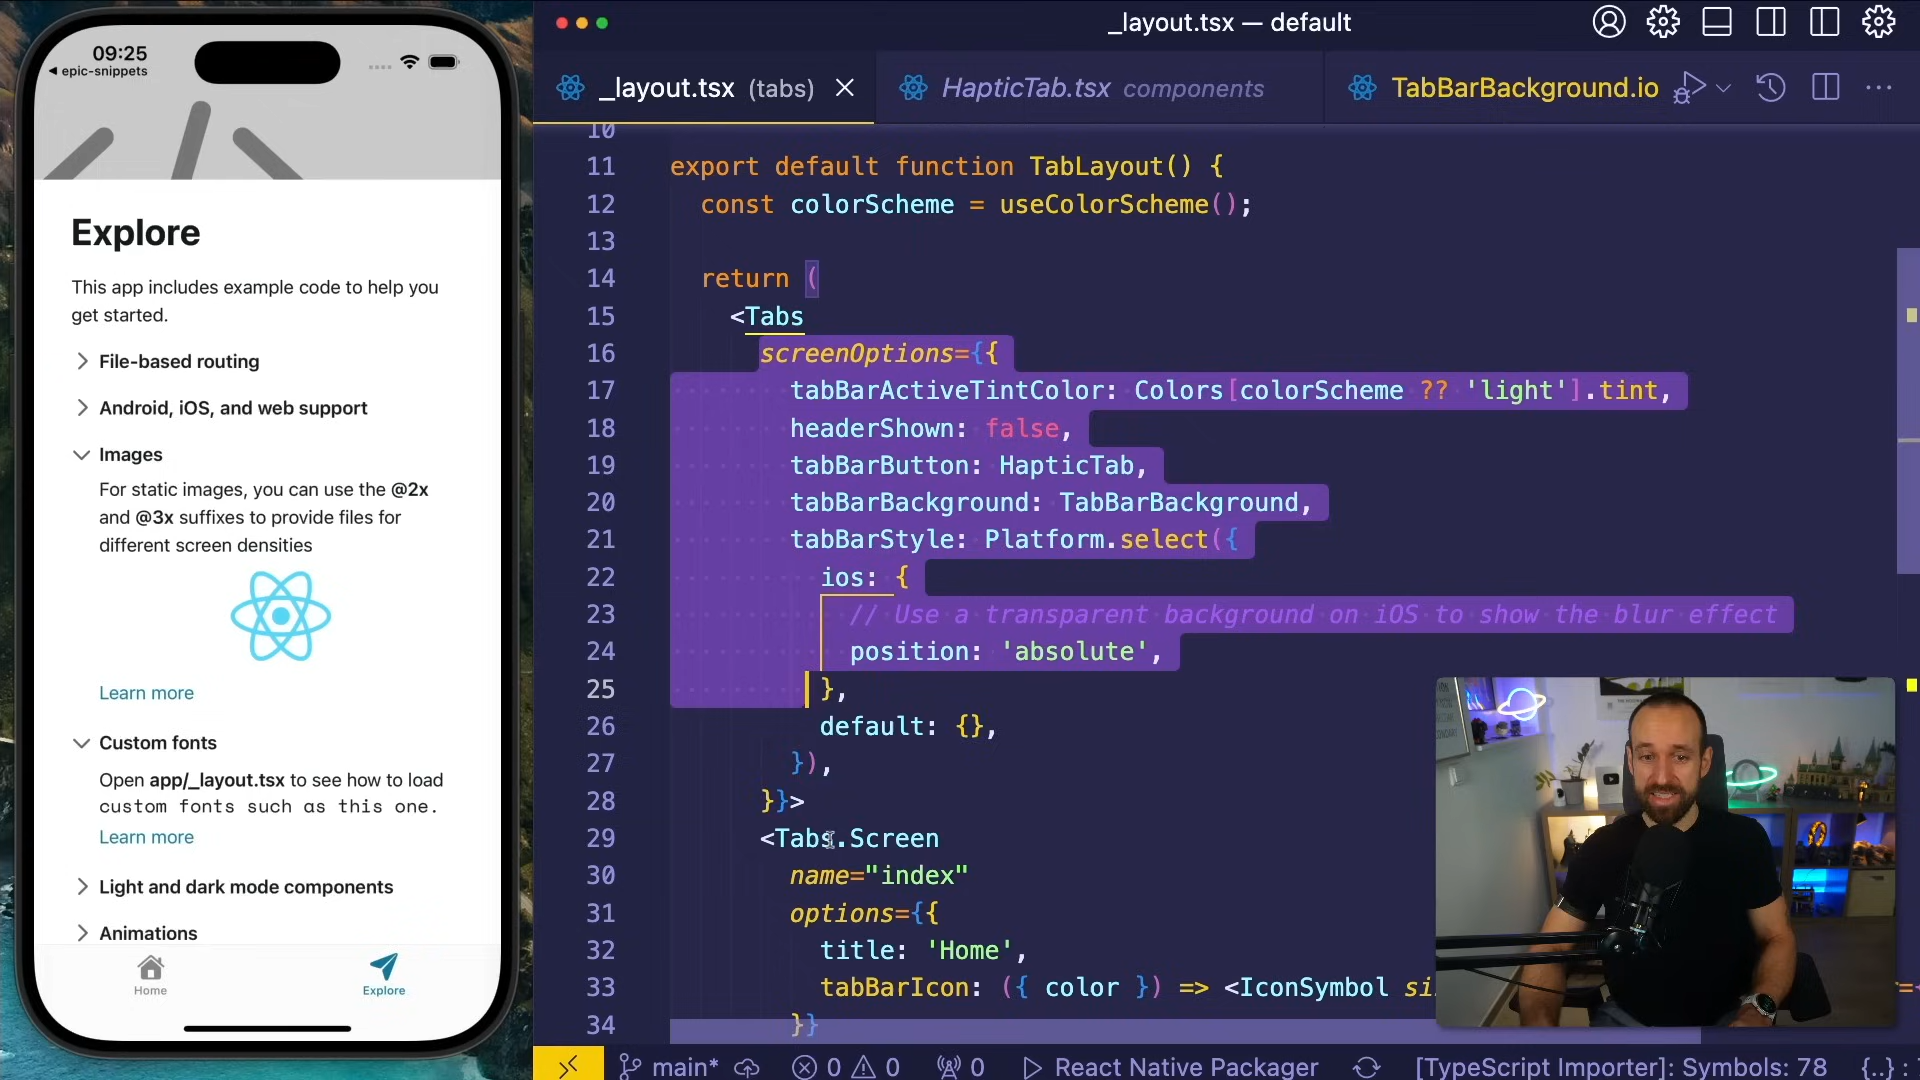 09:25
epic-snippets
Explore
This app includes example code to help you
get started.
File-based routing
Android, iOS, and web support
Images
For static images, you can use the @2x
and @3x suffixes to provide files for
different screen densities
Learn more
Custom fonts
Open app/_layout.tsx to see how to load
custom fonts such as this one.
Learn more
Light and dark mode components
Animations
Home
Explore
_layout.tsx — default
_layout.tsx (tabs)
HapticTab.tsx components
TabBarBackground.io
10
11 export default function TabLayout() {
12 const colorScheme = useColorScheme();
13
14 return (
15 <Tabs
16 screenOptions={{
17 tabBarActiveTintColor: Colors[colorScheme ?? 'light'].tint,
18 headerShown: false,
19 tabBarButton: HapticTab,
20 tabBarBackground: TabBarBackground,
21 tabBarStyle: Platform.select({
22 ios: {
23 // Use a transparent background on iOS to show the blur effect
24 position: 'absolute',
25 },
26 default: {},
27 }),
28 }}>
29 <Tabs.Screen
30 name="index"
31 options={{
32 title: 'Home',
33 tabBarIcon: ({ color }) => <IconSymbol si
34 }}
main* 0 0 0 React Native Packager [TypeScript Importer]: Symbols: 78 {..} :